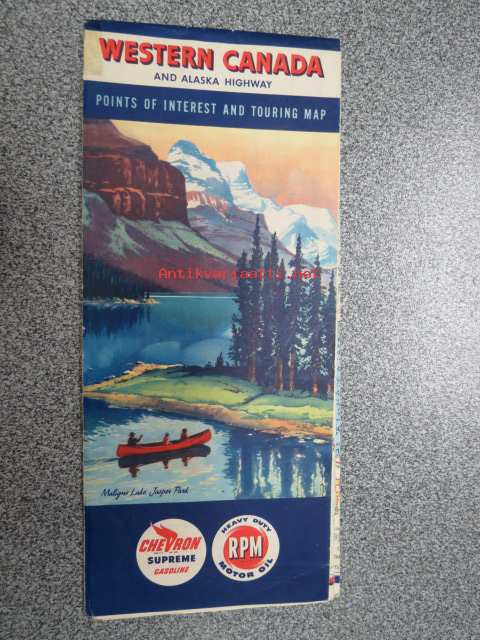 WESTERN CANADA
AND ALASKA HIGHWAY
POINTS OF INTEREST AND TOURING MAP
Antikvariaatti.net
Maligne Lake, Jasper Park
CHEVRON
SUPREME
GASOLINE
HEAVY DUTY
RPM
MOTOR OIL